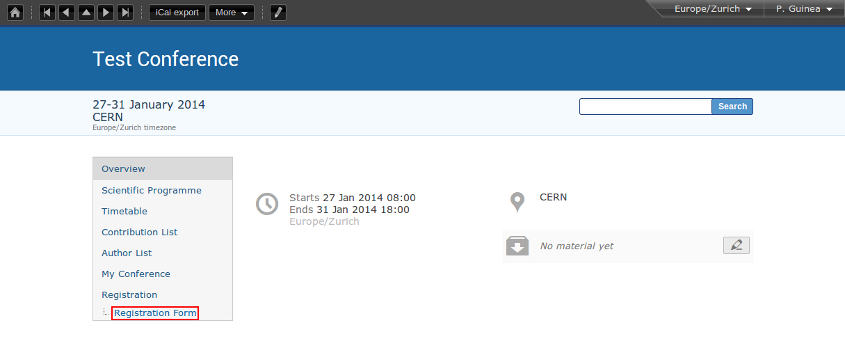 iCal export More
Europe/Zurich P. Guinea
Test Conference
27-31 January 2014
CERN
Europe/Zurich timezone
Search
Overview
Scientific Programme
Timetable
Contribution List
Author List
My Conference
Registration
Registration Form
Starts 27 Jan 2014 08:00
Ends 31 Jan 2014 18:00
Europe/Zurich
CERN
No material yet